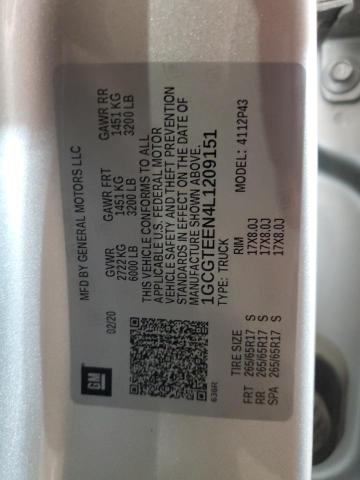 MFD BY GENERAL MOTORS LLC
02/20
GVWR
2722 KG
6000 LB
GAWR FRT
1451 KG
3200 LB
GAWR RR
1451 KG
3200 LB
THIS VEHICLE CONFORMS TO ALL
APPLICABLE U.S. FEDERAL MOTOR
VEHICLE SAFETY AND THEFT PREVENTION
STANDARDS IN EFFECT ON THE DATE OF
MANUFACTURE SHOWN ABOVE.
1GCGTEEN4L1209151
TYPE: TRUCK
MODEL: 4112P43
GM
636R
TIRE SIZE
RIM
FRT 265/65R17 S 17X8.0J
RR 265/65R17 S 17X8.0J
SPA 265/65R17 S 17X8.0J